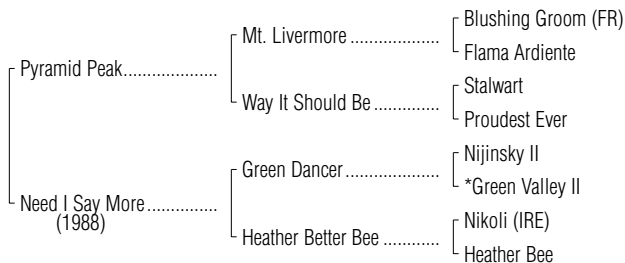 Blushing Groom (FR)
Mt. Livermore ...................
Flama Ardiente
Pyramid Peak....................
Stalwart
Way It Should Be ..............
Proudest Ever
Nijinsky II
Green Dancer....................
*Green Valley II
Need I Say More ...............
(1988)
Nikoli (IRE)
Heather Better Bee ............
Heather Bee